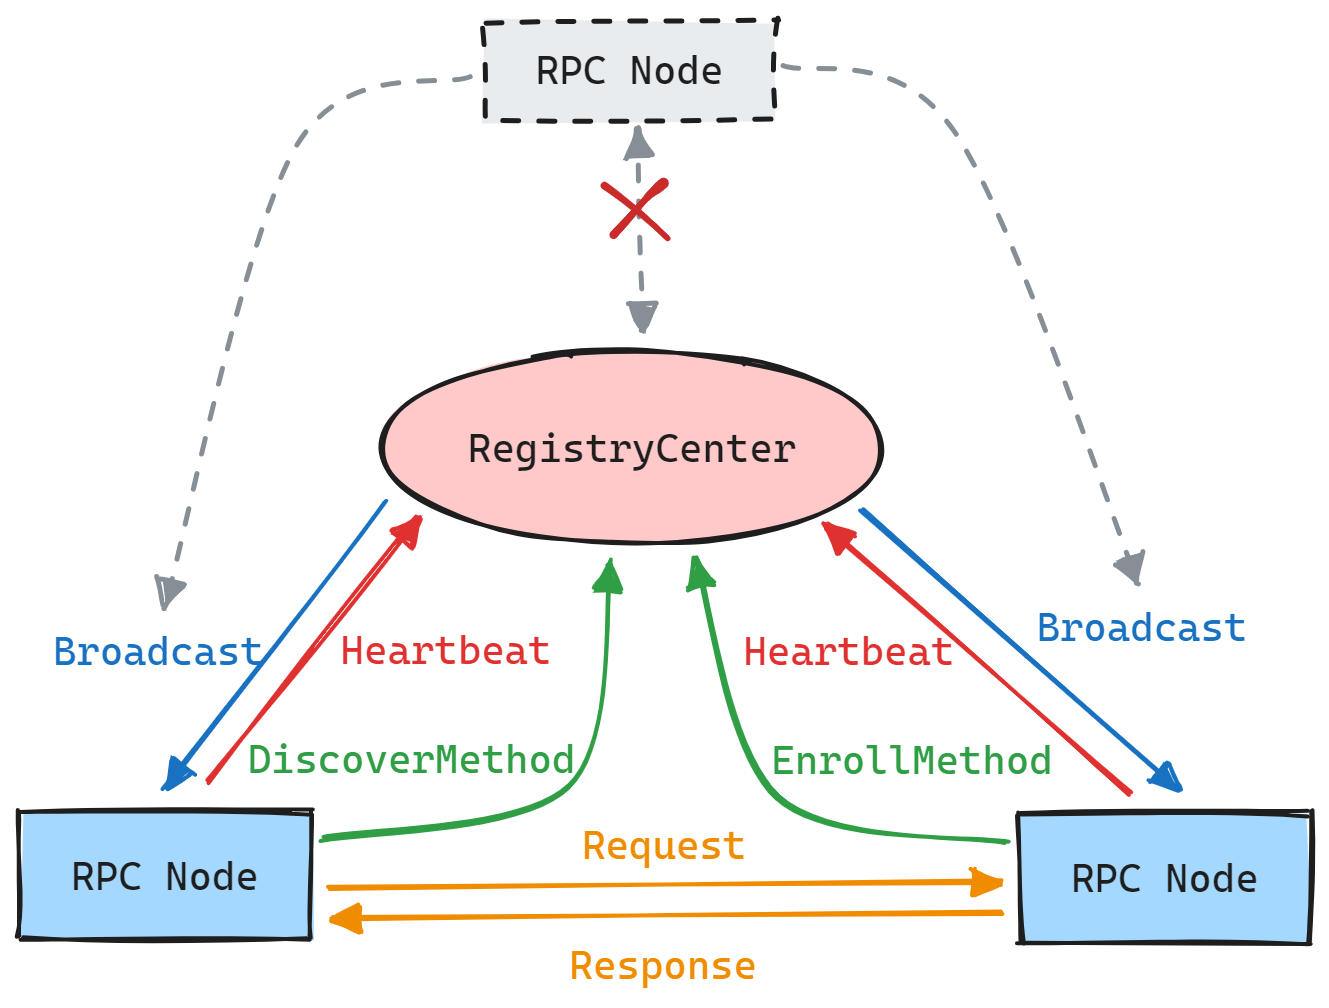 RPC Node
RegistryCenter
Broadcast
Heartbeat
Heartbeat
Broadcast
DiscoverMethod
EnrollMethod
Request
RPC Node
RPC Node
Response